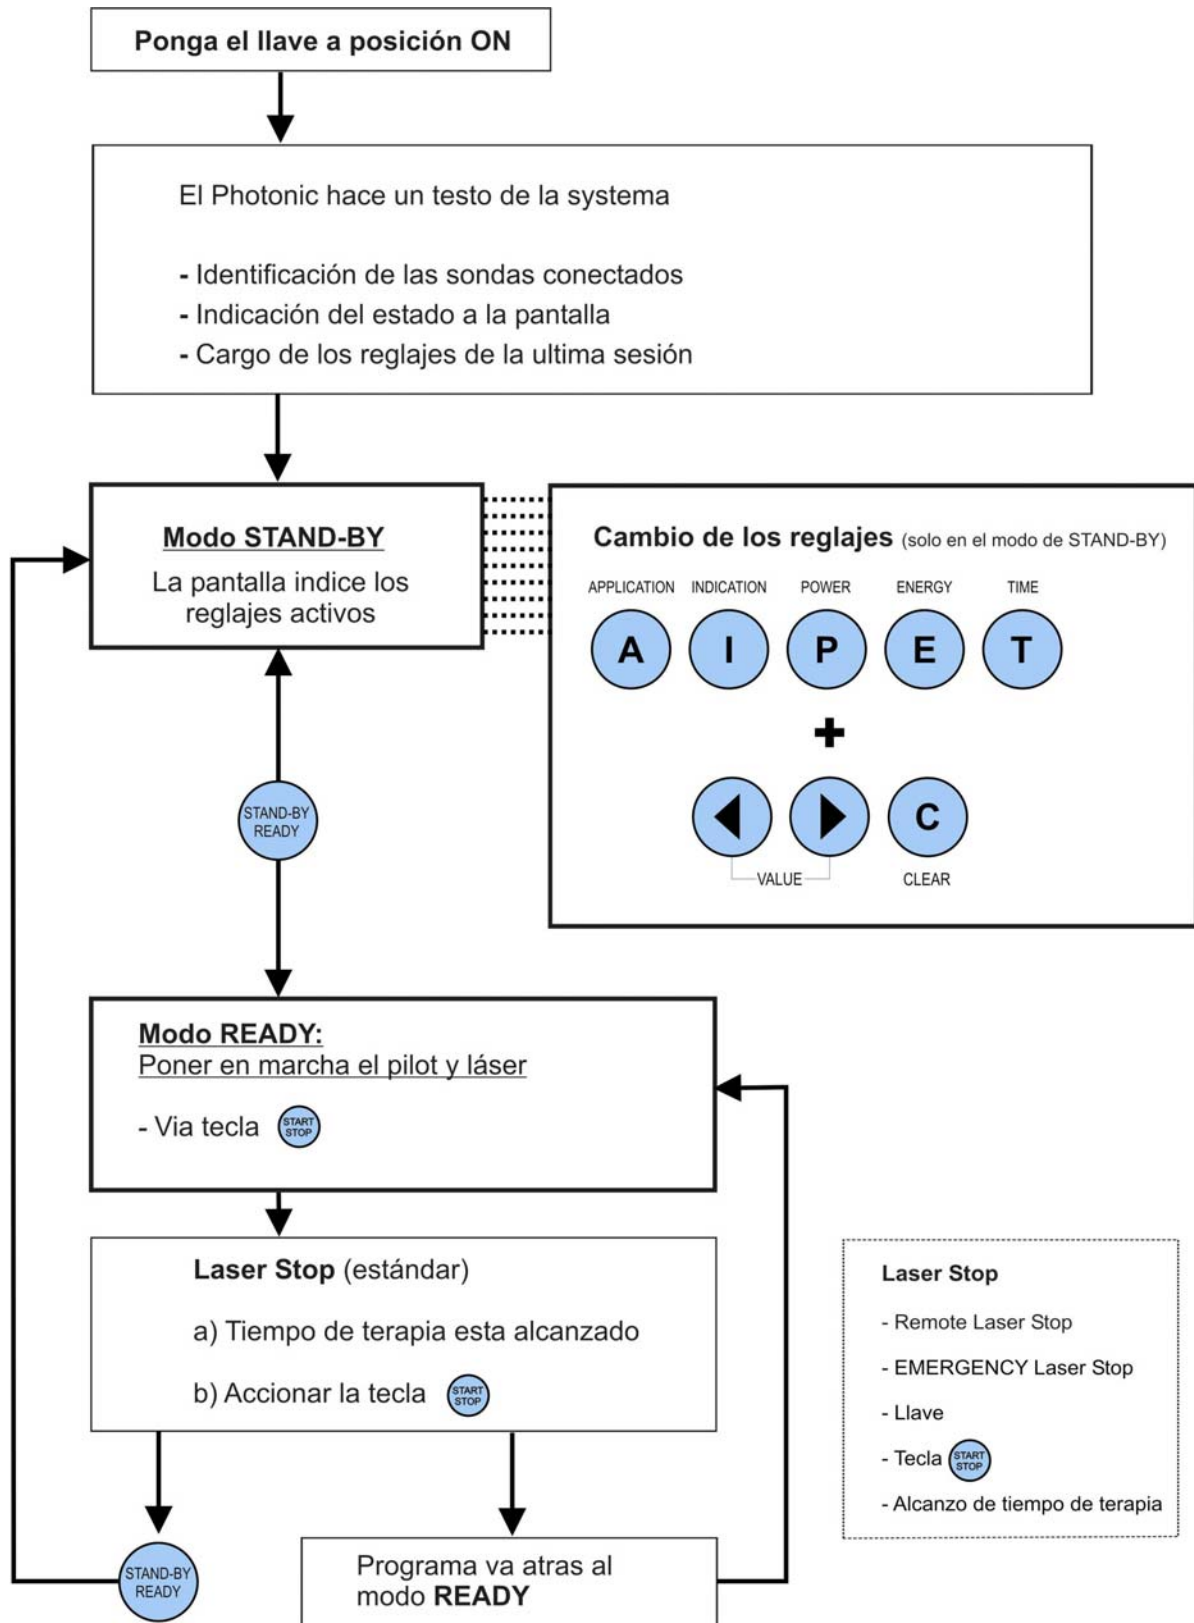 Ponga el llave a posición ON
El Photonic hace un testo de la systema
- Identificación de las sondas conectados
- Indicación del estado a la pantalla
- Cargo de los reglajes de la ultima sesión
Modo STAND-BY
La pantalla indice los
reglajes activos
Cambio de los reglajes (solo en el modo de STAND-BY)
APPLICATION INDICATION POWER ENERGY TIME
A I P E T
+
C
VALUE CLEAR
STAND-BY
READY
Modo READY:
Poner en marcha el pilot y láser
- Via tecla START STOP
Laser Stop (estándar)
a) Tiempo de terapia esta alcanzado
b) Accionar la tecla START STOP
Laser Stop
- Remote Laser Stop
- EMERGENCY Laser Stop
- Llave
- Tecla START STOP
- Alcanzo de tiempo de terapia
STAND-BY
READY
Programa va atras al
modo READY